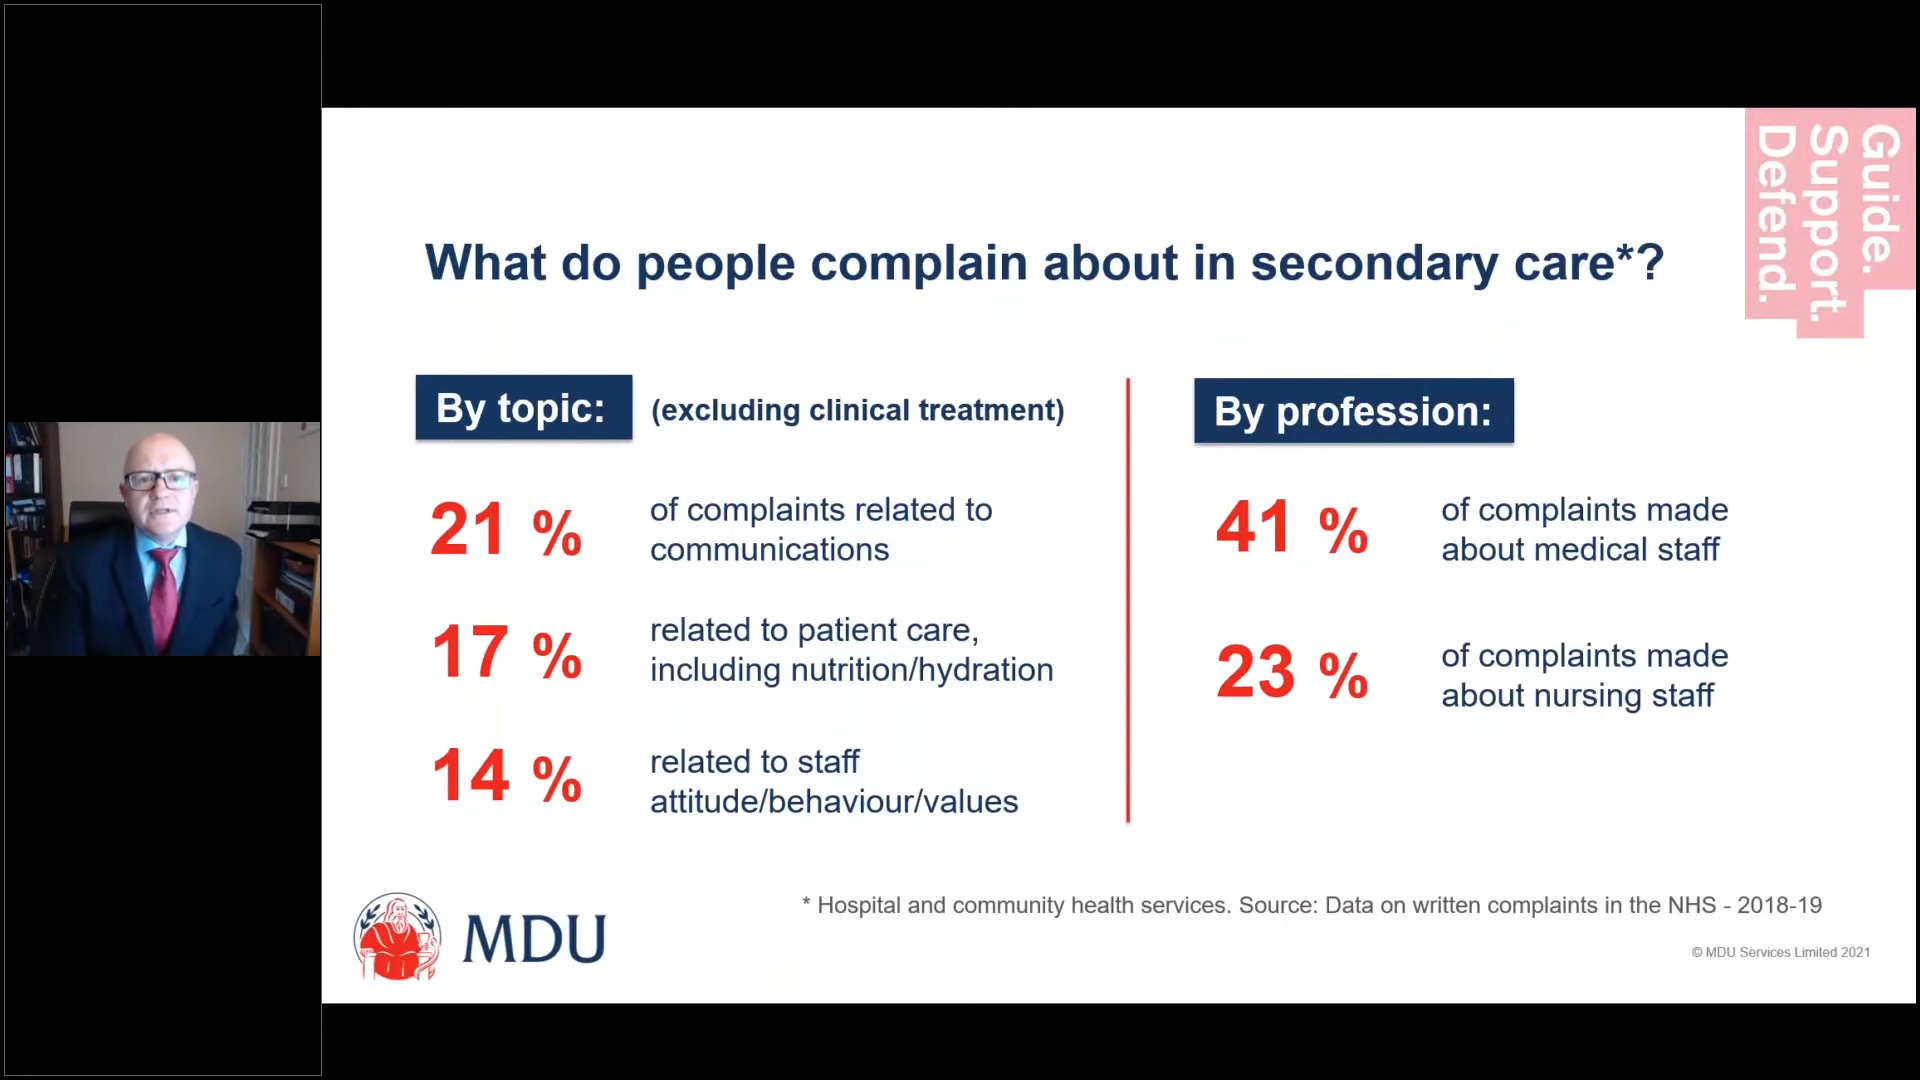 Guide.
Support.
Defend.
What do people complain about in secondary care*?
By topic:
(excluding clinical treatment)
21 %
of complaints related to
communications
17 %
related to patient care,
including nutrition/hydration
14 %
related to staff
attitude/behaviour/values
By profession:
41 %
of complaints made
about medical staff
23 %
of complaints made
about nursing staff
MDU
* Hospital and community health services. Source: Data on written complaints in the NHS - 2018-19
© MDU Services Limited 2021